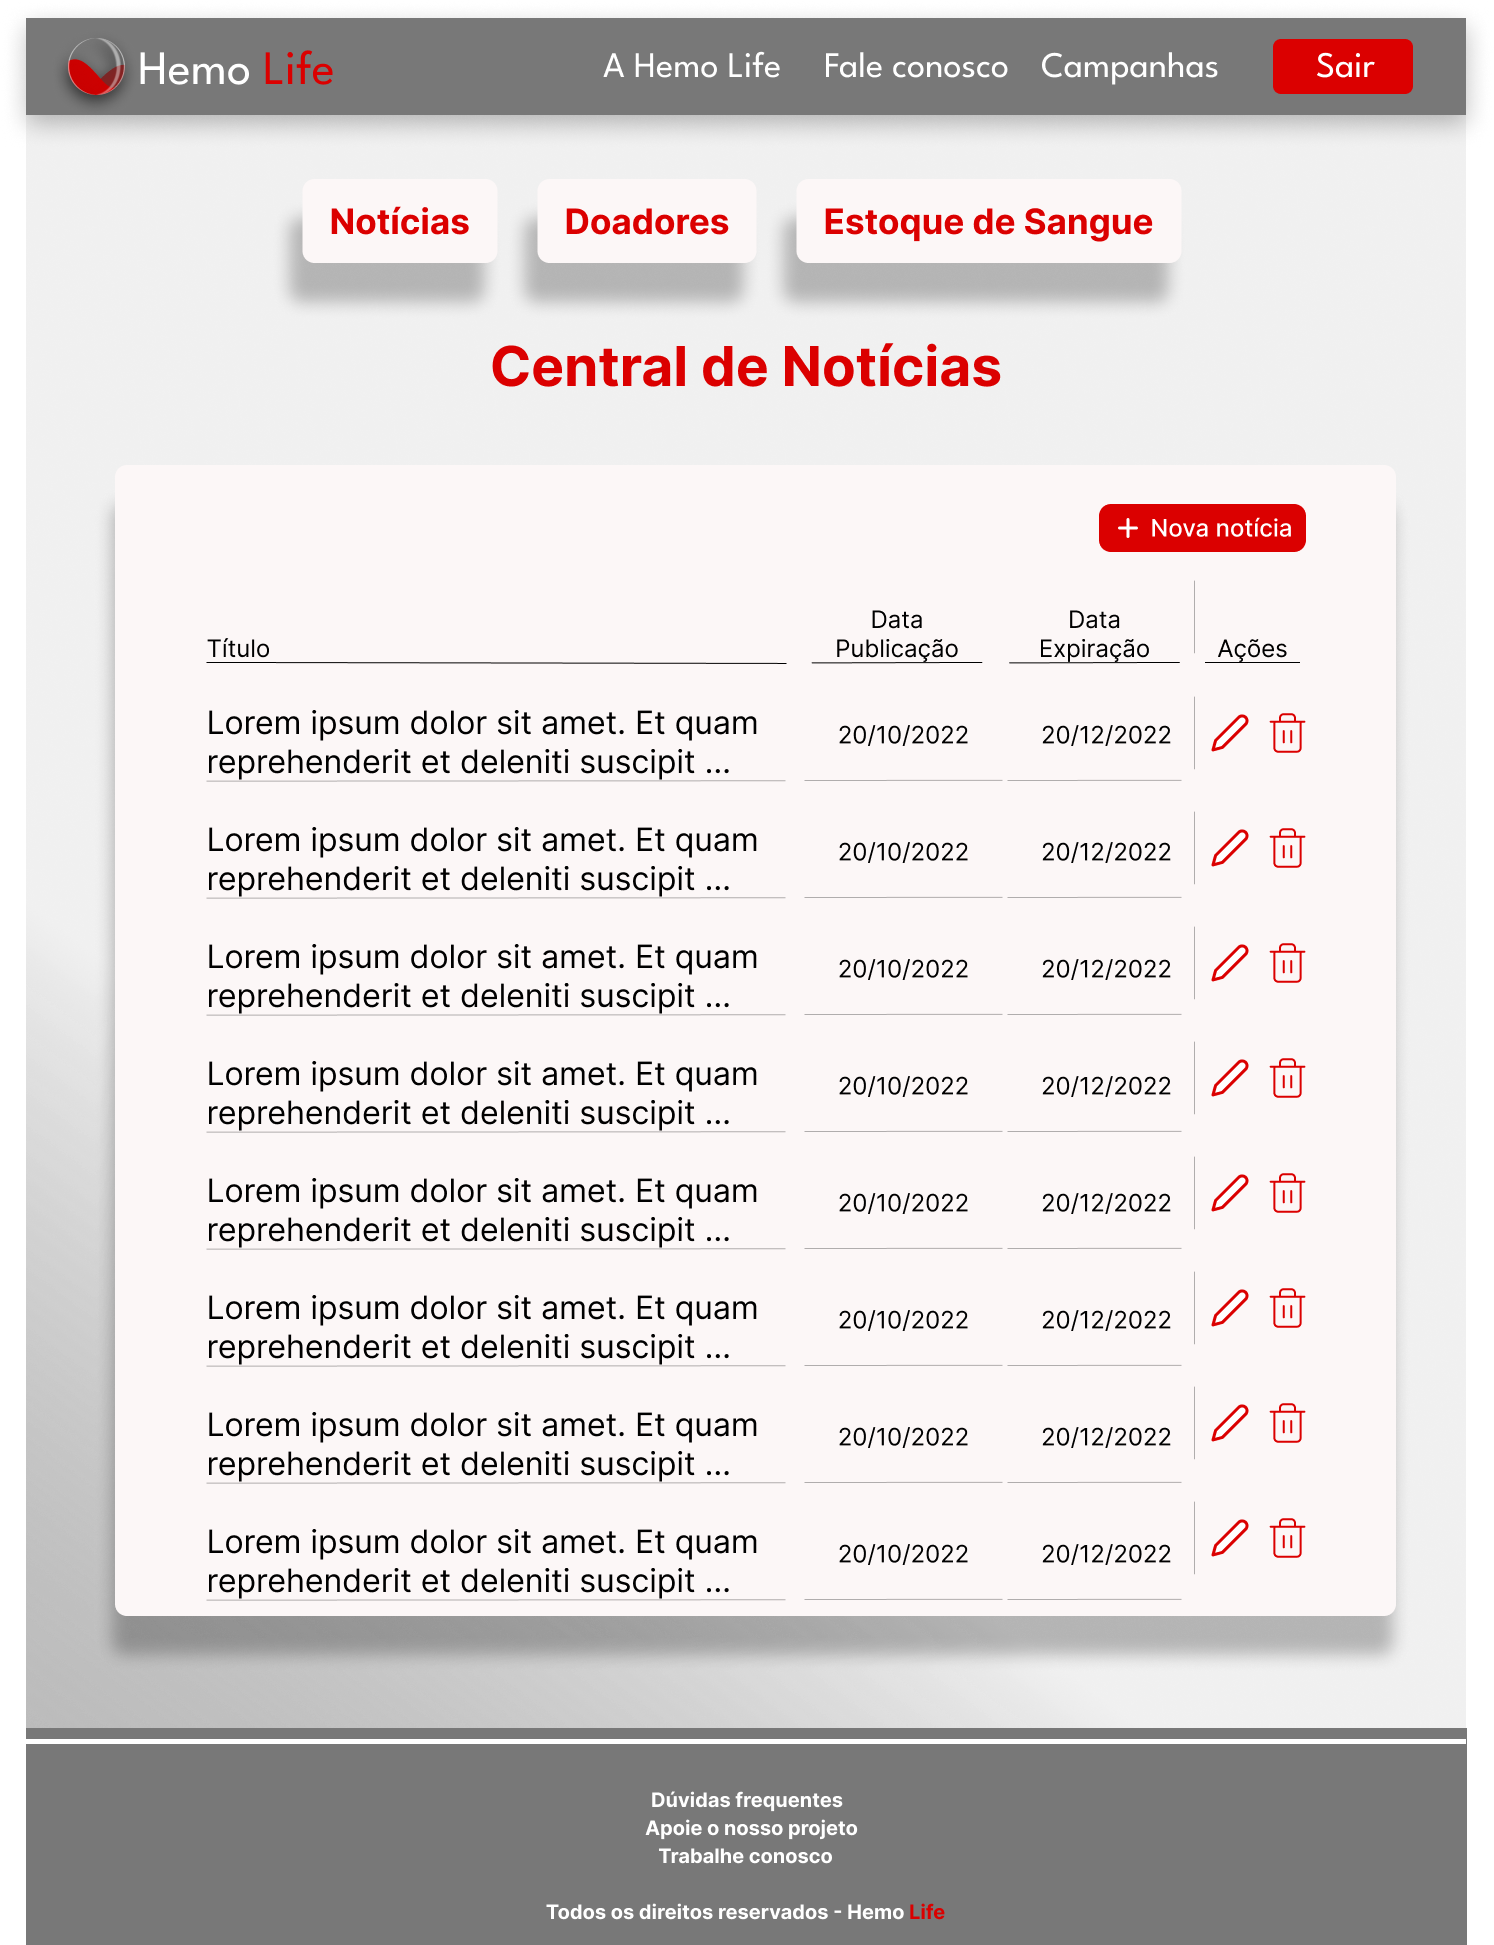 Hemo Life
A Hemo Life
Fale conosco
Campanhas
Sair
Notícias
Doadores
Estoque de Sangue
Central de Notícias
+ Nova notícia
Título
Data
Publicação
Data
Expiração
Ações
Lorem ipsum dolor sit amet. Et quam
reprehenderit et deleniti suscipit ...
20/10/2022
20/12/2022
Lorem ipsum dolor sit amet. Et quam
reprehenderit et deleniti suscipit ...
20/10/2022
20/12/2022
Lorem ipsum dolor sit amet. Et quam
reprehenderit et deleniti suscipit ...
20/10/2022
20/12/2022
Lorem ipsum dolor sit amet. Et quam
reprehenderit et deleniti suscipit ...
20/10/2022
20/12/2022
Lorem ipsum dolor sit amet. Et quam
reprehenderit et deleniti suscipit ...
20/10/2022
20/12/2022
Lorem ipsum dolor sit amet. Et quam
reprehenderit et deleniti suscipit ...
20/10/2022
20/12/2022
Lorem ipsum dolor sit amet. Et quam
reprehenderit et deleniti suscipit ...
20/10/2022
20/12/2022
Lorem ipsum dolor sit amet. Et quam
reprehenderit et deleniti suscipit ...
20/10/2022
20/12/2022
Dúvidas frequentes
Apoie o nosso projeto
Trabalhe conosco
Todos os direitos reservados - Hemo Life